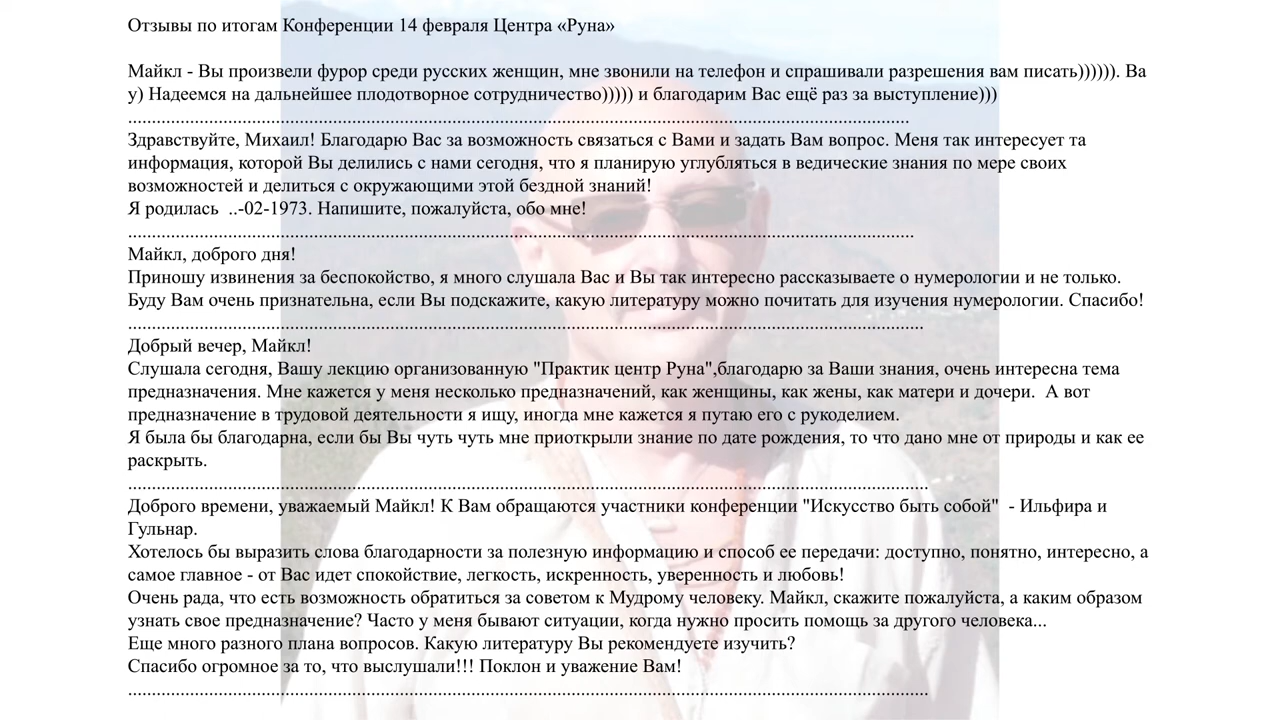 Отзывы по итогам Конференции 14 февраля Центра «Руна»
Майкл - Вы произвели фурор среди русских женщин, мне звонили на телефон и спрашивали разрешения вам писать)))))). Ва
у) Надеемся на дальнейшее плодотворное сотрудничество))))) и благодарим Вас ещё раз за выступление)))
..........................................................................................................................................................................
Здравствуйте, Михаил! Благодарю Вас за возможность связаться с Вами и задать Вам вопрос. Меня так интересует та
информация, которой Вы делились с нами сегодня, что я планирую углубляться в ведические знания по мере своих
возможностей и делиться с окружающими этой бездной знаний!
Я родилась  ..-02-1973. Напишите, пожалуйста, обо мне!
..........................................................................................................................................................................
Майкл, доброго дня!
Приношу извинения за беспокойство, я много слушала Вас и Вы так интересно рассказываете о нумерологии и не только.
Буду Вам очень признательна, если Вы подскажите, какую литературу можно почитать для изучения нумерологии. Спасибо!
..........................................................................................................................................................................
Добрый вечер, Майкл!
Слушала сегодня, Вашу лекцию организованную "Практик центр Руна",благодарю за Ваши знания, очень интересна тема
предназначения. Мне кажется у меня несколько предназначений, как женщины, как жены, как матери и дочери.  А вот
предназначение в трудовой деятельности я ищу, иногда мне кажется я путаю его с рукоделием.
Я была бы благодарна, если бы Вы чуть чуть мне приоткрыли знание по дате рождения, то что дано мне от природы и как ее
раскрыть.
..........................................................................................................................................................................
Доброго времени, уважаемый Майкл! К Вам обращаются участники конференции "Искусство быть собой"  - Ильфира и
Гульнар.
Хотелось бы выразить слова благодарности за полезную информацию и способ ее передачи: доступно, понятно, интересно, а
самое главное - от Вас идет спокойствие, легкость, искренность, уверенность и любовь!
Очень рада, что есть возможность обратиться за советом к Мудрому человеку. Майкл, скажите пожалуйста, а каким образом
узнать свое предназначение? Часто у меня бывают ситуации, когда нужно просить помощь за другого человека...
Еще много разного плана вопросов. Какую литературу Вы рекомендуете изучить?
Спасибо огромное за то, что выслушали!!! Поклон и уважение Вам!
..........................................................................................................................................................................